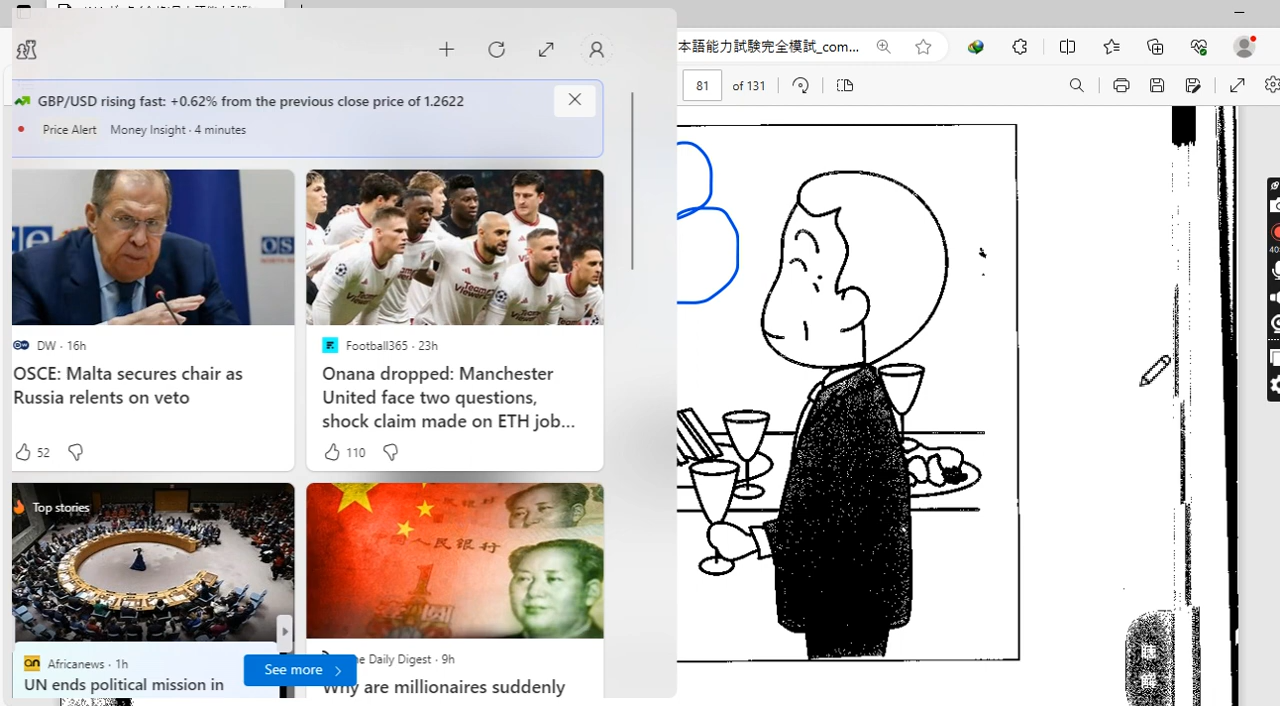 本語能力試験完全模試_com...
81
of 131
GBP/USD rising fast: +0.62% from the previous close price of 1.2622
Price Alert
Money Insight · 4 minutes
DW · 16h
OSCE: Malta secures chair as
Russia relents on veto
52
Football365 · 23h
Onana dropped: Manchester
United face two questions,
shock claim made on ETH job...
110
Top stories
Africanews · 1h
UN ends political mission in
See more
he Daily Digest · 9h
Why are millionaires suddenly
聴
解